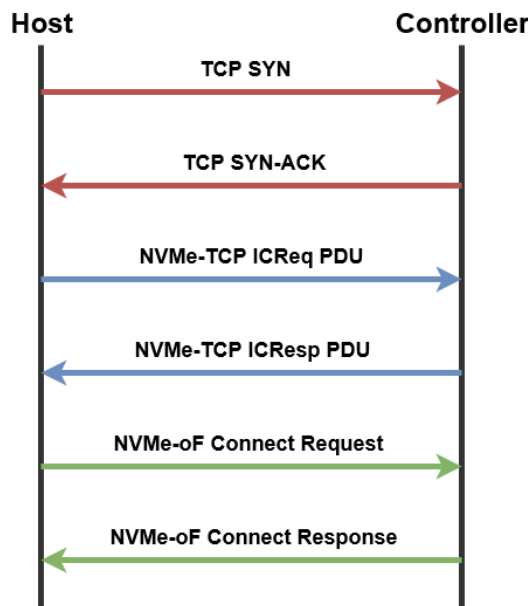 Host
Controller
TCP SYN
TCP SYN-ACK
NVMe-TCP ICReq PDU
NVMe-TCP ICResp PDU
NVMe-oF Connect Request
NVMe-oF Connect Response